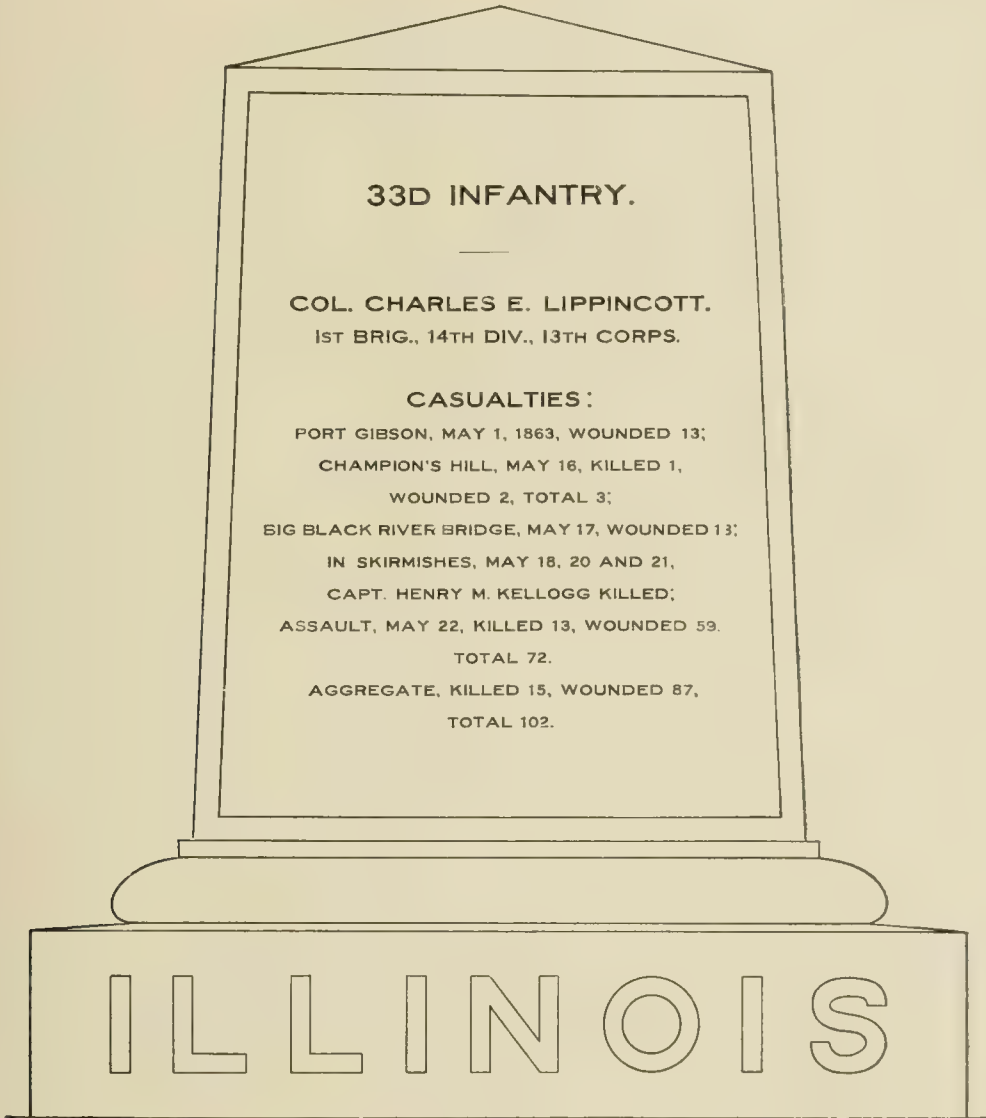 33D INFANTRY.
COL. CHARLES E. LIPPINCOTT.
1ST BRIG., 14TH DIV., 13TH CORPS.
CASUALTIES:
PORT GIBSON, MAY 1, 1863, WOUNDED 13;
CHAMPION'S HILL, MAY 16, KILLED 1,
WOUNDED 2, TOTAL 3;
BIG BLACK RIVER BRIDGE, MAY 17, WOUNDED 13;
IN SKIRMISHES, MAY 18, 20 AND 21,
CAPT. HENRY M. KELLOGG KILLED;
ASSAULT, MAY 22, KILLED 13, WOUNDED 59.
TOTAL 72.
AGGREGATE, KILLED 15, WOUNDED 87,
TOTAL 102.
ILLINOIS